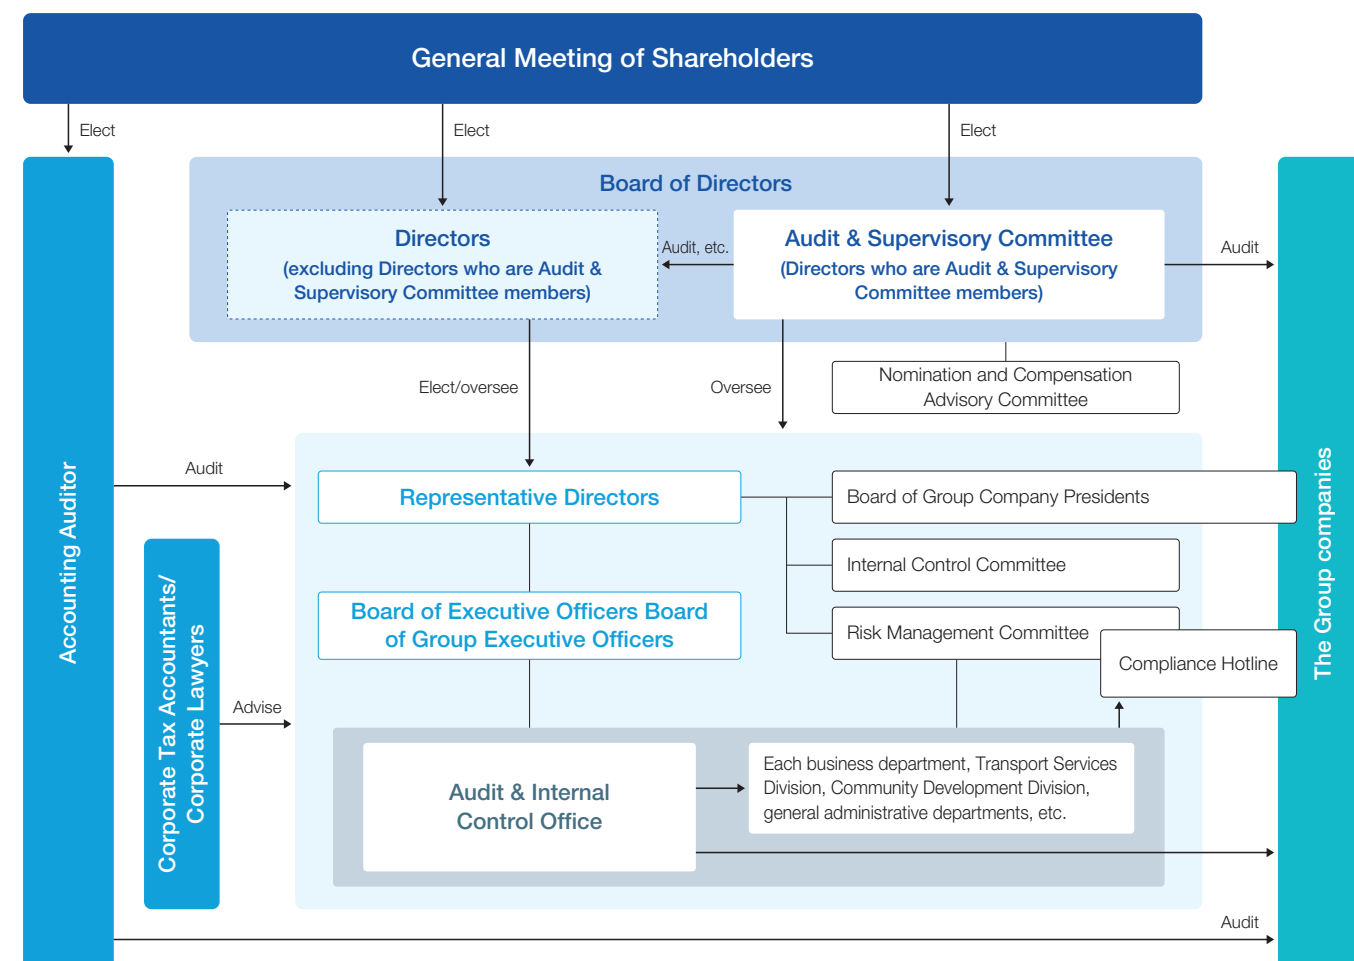 General Meeting of Shareholders
Elect
Elect
Elect
Board of Directors
Directors
(excluding Directors who are Audit &
Supervisory Committee members)
Audit, etc.
Audit & Supervisory Committee
(Directors who are Audit & Supervisory
Committee members)
Audit
Elect/oversee
Oversee
Nomination and Compensation
Advisory Committee
Accounting Auditor
Audit
Representative Directors
Board of Group Company Presidents
Internal Control Committee
Board of Executive Officers Board
of Group Executive Officers
Risk Management Committee
Compliance Hotline
The Group companies
Corporate Tax Accountants/
Corporate Lawyers
Advise
Audit & Internal
Control Office
Each business department, Transport Services
Division, Community Development Division,
general administrative departments, etc.
Audit